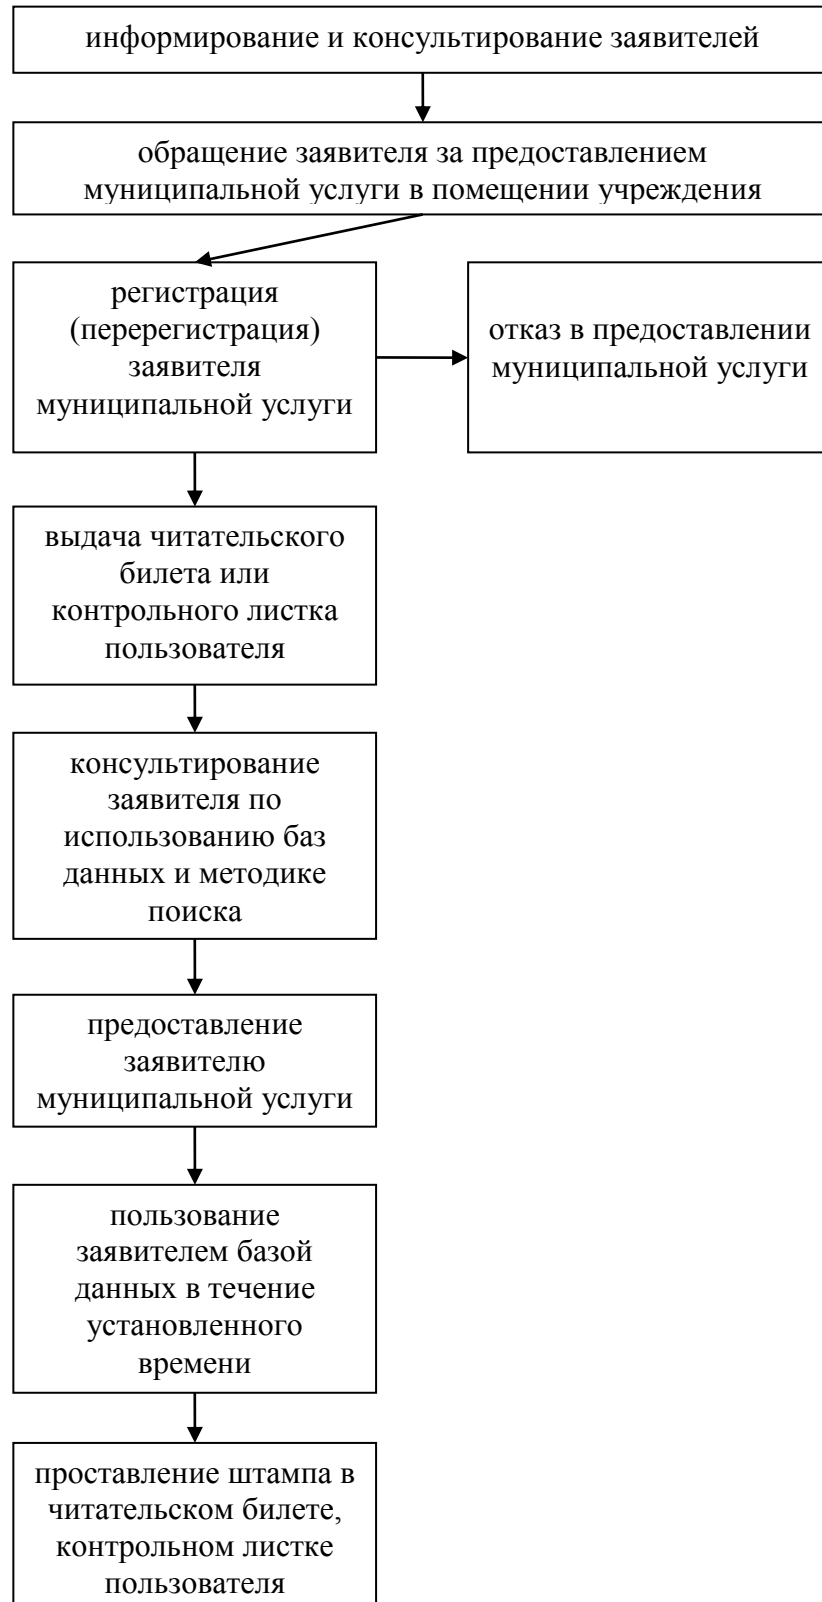 информирование и консультирование заявителей
обращение заявителя за предоставлением
муниципальной услуги в помещении учреждения
регистрация
(перерегистрация)
заявителя
муниципальной услуги
отказ в предоставлении
муниципальной услуги
выдача читательского
билета или
контрольного листка
пользователя
консультирование
заявителя по
использованию баз
данных и методике
поиска
предоставление
заявителю
муниципальной услуги
пользование
заявителем базой
данных в течение
установленного
времени
проставление штампа в
читательском билете,
контрольном листке
пользователя